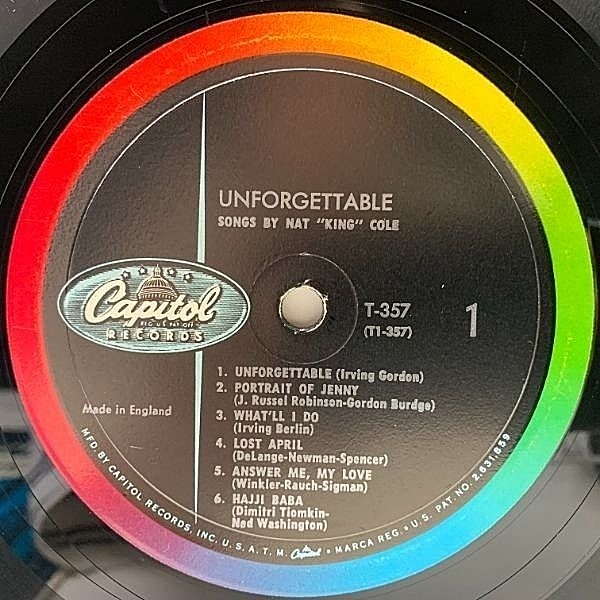 UNFORGETTABLE
SONGS BY NAT "KING" COLE
Capitol
REG. U.S. PAT. OFF.
RECORDS
T-357
(T1-357)
1
1. UNFORGETTABLE (Irving Gordon)
2. PORTRAIT OF JENNY
(J. Russel Robinson-Gordon Burdge)
3. WHAT'LL I DO
(Irving Berlin)
4. LOST APRIL
(DeLange-Newman-Spencer)
5. ANSWER ME, MY LOVE
(Winkler-Rauch-Sigman)
6. HAJJI BABA
(Dimitri Tiomkin-
Ned Washington)
Made in England
MFD. BY CAPITOL RECORDS, INC. U.S.A. T.M. Capitol • MARCA REG. • U.S. PAT. NO. 2,631,859